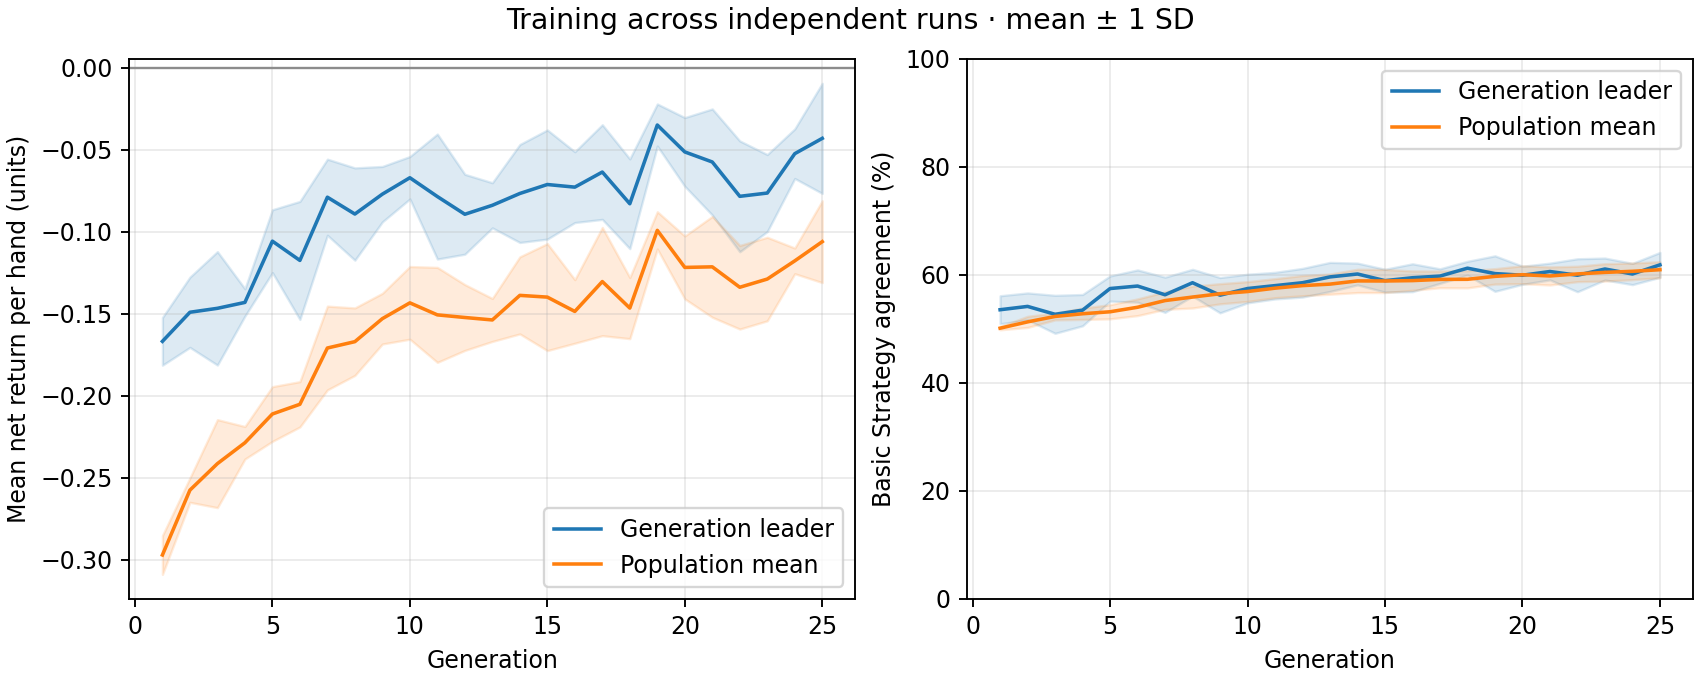 Training across independent runs · mean ± 1 SD
Mean net return per hand (units)
0.00
−0.05
−0.10
−0.15
−0.20
−0.25
−0.30
Generation leader
Population mean
0 5 10 15 20 25
Generation
Basic Strategy agreement (%)
100
80
60
40
20
0
Generation leader
Population mean
0 5 10 15 20 25
Generation